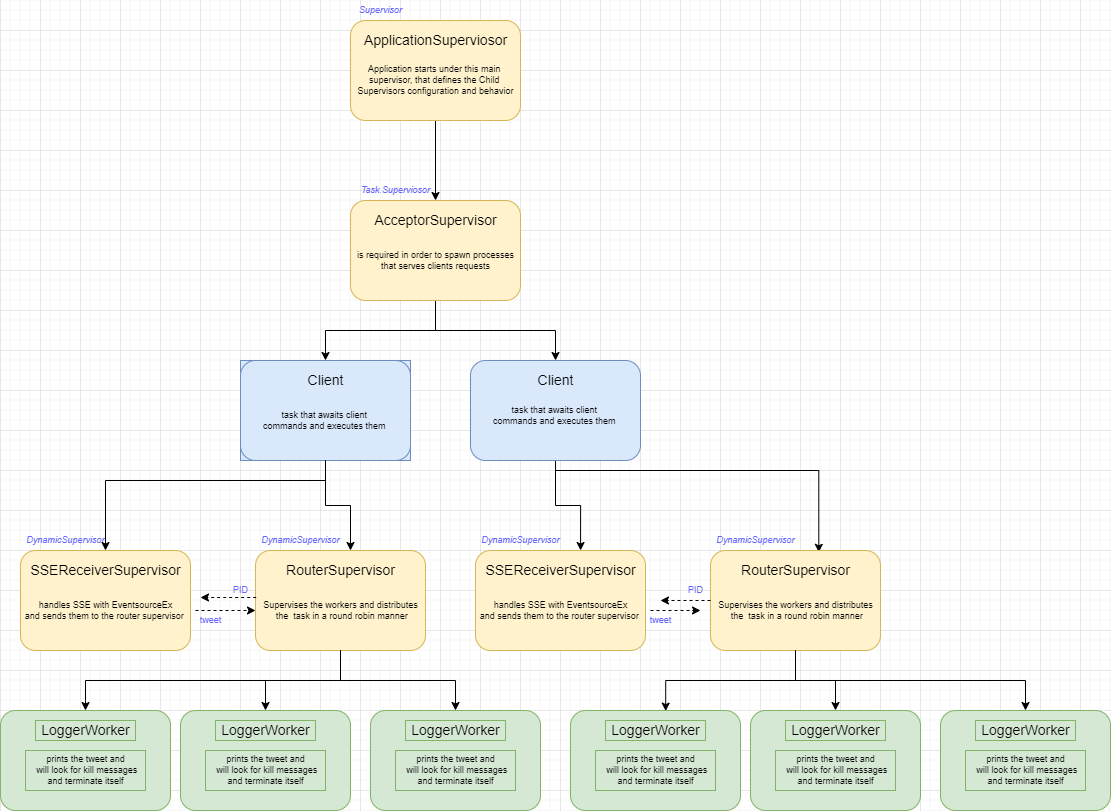 Supervisor
ApplicationSuperviosor
Application starts under this main
supervisor, that defines the Child
Supervisors configuration and behavior
Task.Superviosor
AcceptorSupervisor
is required in order to spawn processes
that serves clients requests
Client
task that awaits client
commands and executes them
Client
task that awaits client
commands and executes them
DynamicSupervisor
SSEReceiverSupervisor
handles SSE with EventsourceEx
and sends them to the router supervisor
PID
tweet
DynamicSupervisor
RouterSupervisor
Supervises the workers and distributes
the task in a round robin manner
DynamicSupervisor
SSEReceiverSupervisor
handles SSE with EventsourceEx
and sends them to the router supervisor
PID
tweet
DynamicSupervisor
RouterSupervisor
Supervises the workers and distributes
the task in a round robin manner
LoggerWorker
prints the tweet and
will look for kill messages
and terminate itself
LoggerWorker
prints the tweet and
will look for kill messages
and terminate itself
LoggerWorker
prints the tweet and
will look for kill messages
and terminate itself
LoggerWorker
prints the tweet and
will look for kill messages
and terminate itself
LoggerWorker
prints the tweet and
will look for kill messages
and terminate itself
LoggerWorker
prints the tweet and
will look for kill messages
and terminate itself